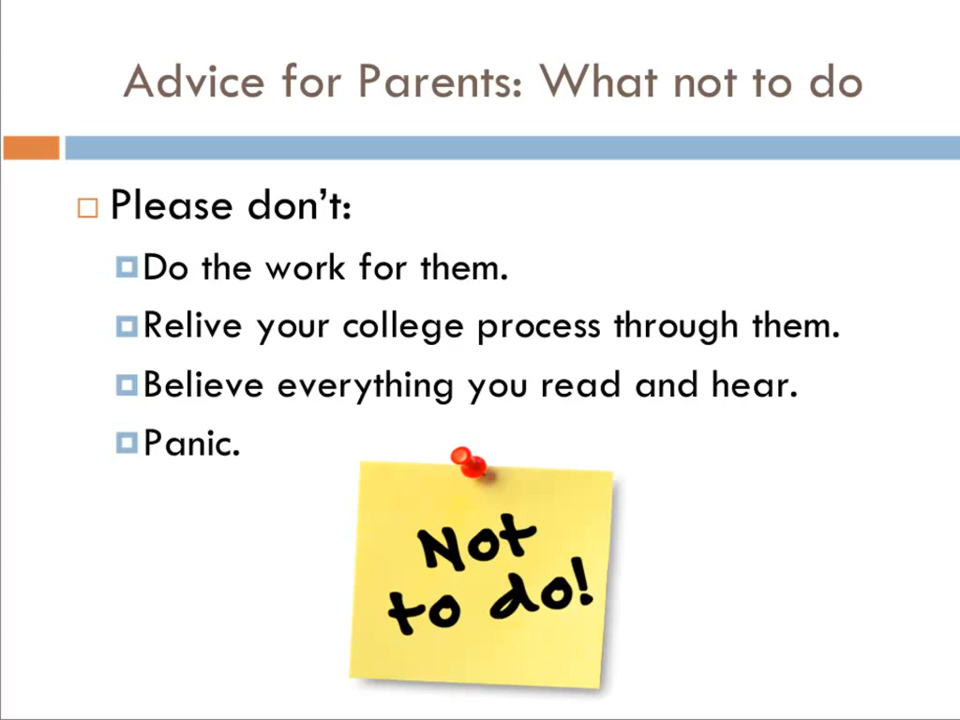 Advice for Parents: What not to do
Please don’t:
Do the work for them.
Relive your college process through them.
Believe everything you read and hear.
Panic.
Not
to do!